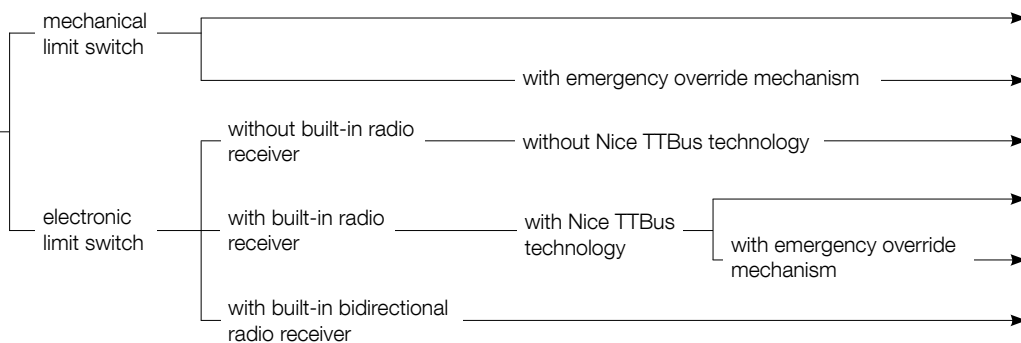 mechanical
limit switch
with emergency override mechanism
without built-in radio
receiver
without Nice TTBus technology
electronic
limit switch
with built-in radio
receiver
with Nice TTBus
technology
with emergency override
mechanism
with built-in bidirectional
radio receiver